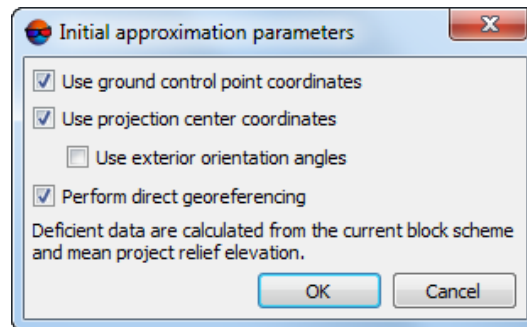 Initial approximation parameters
Use ground control point coordinates
Use projection center coordinates
Use exterior orientation angles
Perform direct georeferencing
Deficient data are calculated from the current block scheme
and mean project relief elevation.
OK
Cancel